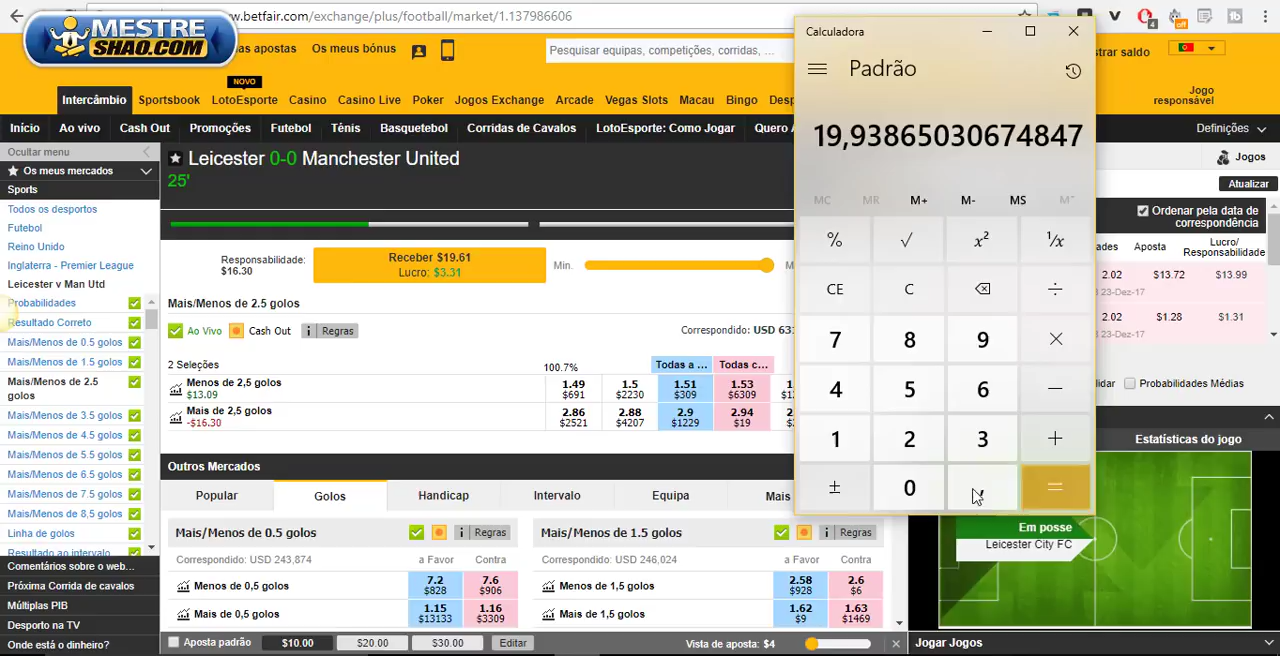 www.betfair.com/exchange/plus/football/market/1.137986606
MESTRE
SHAO.COM
as apostas
Os meus bónus
Pesquisar equipas, competições, corridas, ...
trar saldo
NOVO
Intercâmbio
Sportsbook
LotoEsporte
Casino
Casino Live
Poker
Jogos Exchange
Arcade
Vegas Slots
Macau
Bingo
Desp
Jogo
responsável
Início
Ao vivo
Cash Out
Promoções
Futebol
Ténis
Basquetebol
Corridas de Cavalos
LotoEsporte: Como Jogar
Quero A
Definições
Ocultar menu
Os meus mercados
Sports
Todos os desportos
Futebol
Reino Unido
Inglaterra - Premier League
Leicester v Man Utd
Probabilidades
Resultado Correto
Mais/Menos de 0.5 golos
Mais/Menos de 1.5 golos
Mais/Menos de 2.5
golos
Mais/Menos de 3.5 golos
Mais/Menos de 4.5 golos
Mais/Menos de 5.5 golos
Mais/Menos de 6.5 golos
Mais/Menos de 7.5 golos
Mais/Menos de 8,5 golos
Linha de golos
Resultado ao intervalo
Comentários sobre o web...
Próxima Corrida de cavalos
Múltiplas PIB
Desporto na TV
Onde está o dinheiro?
Leicester 0-0 Manchester United
25'
Responsabilidade:
$16.30
Receber $19.61
Lucro: $3.31
Min.
M
Mais/Menos de 2.5 golos
Ao Vivo
Cash Out
i Regras
Correspondido: USD 631
2 Seleções
100.7%
Todas a ...
Todas c...
Menos de 2,5 golos
$13.09
1.49
$691
1.5
$2230
1.51
$309
1.53
$6309
Mais de 2,5 golos
-$16.30
2.86
$2521
2.88
$4207
2.9
$1229
2.94
$19
Outros Mercados
Popular
Golos
Handicap
Intervalo
Equipa
Mais
Mais/Menos de 0.5 golos
i Regras
Correspondido: USD 243,874
a Favor
Contra
Menos de 0,5 golos
7.2
$828
7.6
$906
Mais de 0,5 golos
1.15
$13133
1.16
$3309
Mais/Menos de 1.5 golos
i Regras
Correspondido: USD 246,024
a Favor
Contra
Menos de 1,5 golos
2.58
$928
2.6
$6
Mais de 1,5 golos
1.62
$9
1.63
$1469
Aposta padrão
$10.00
$20.00
$30.00
Editar
Vista de aposta: $4
Calculadora
Padrão
19,93865030674847
MC
MR
M+
M-
MS
%
√
x²
¹/x
CE
C
÷
7
8
9
×
4
5
6
−
1
2
3
+
±
0
=
Jogos
Atualizar
Ordenar pela data de
correspondência
ades
Aposta
Lucro/
Responsabilidade
2.02
$13.72
$13.99
23-Dez-17
2.02
$1.28
$1.31
23-Dez-17
lidar
Probabilidades Médias
Estatísticas do jogo
Em posse
Leicester City FC
Jogar Jogos